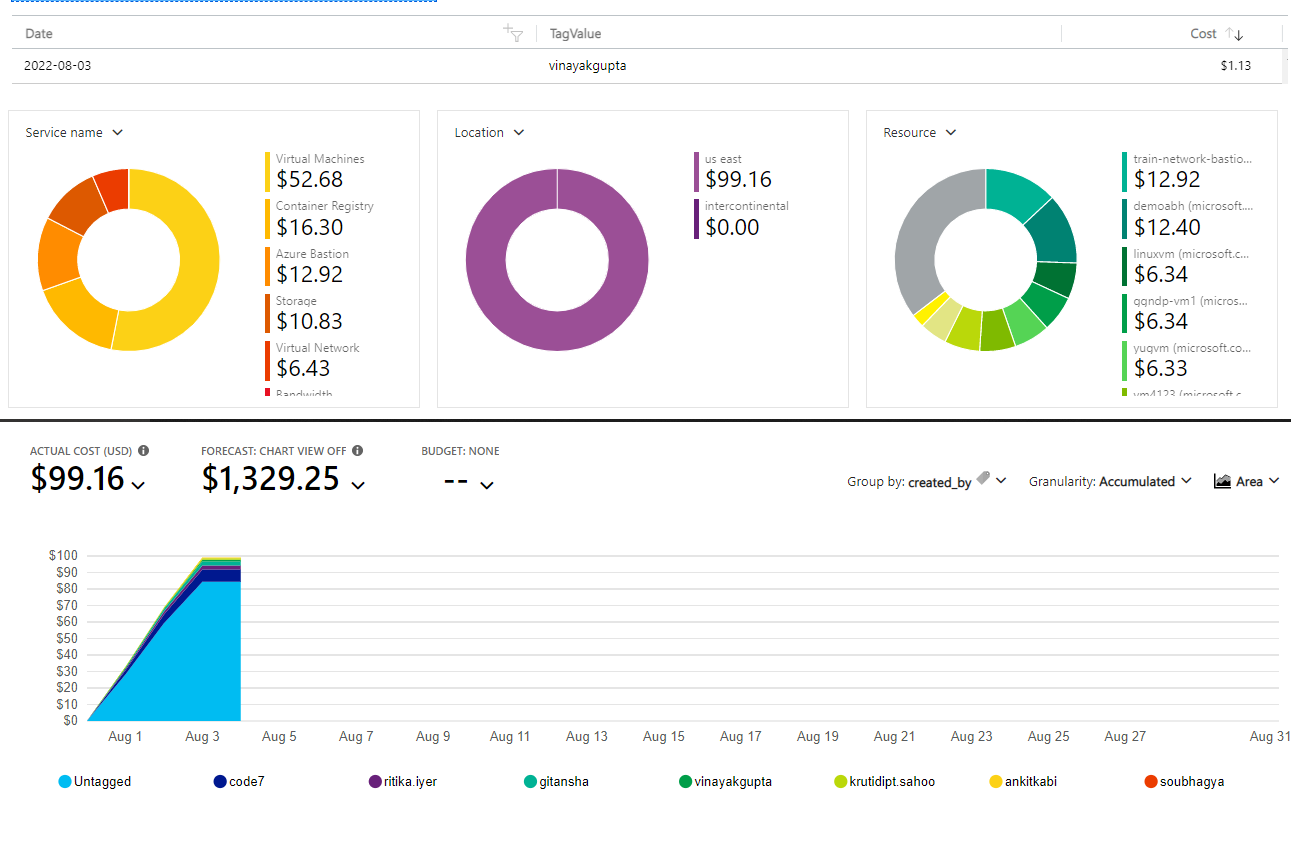 Date TagValue Cost
2022-08-03 vinayakgupta $1.13
Service name
Virtual Machines
$52.68
Container Registry
$16.30
Azure Bastion
$12.92
Storage
$10.83
Virtual Network
$6.43
Bandwidth
Location
us east
$99.16
intercontinental
$0.00
Resource
train-network-bastio...
$12.92
demoabh (microsoft....
$12.40
linuxvm (microsoft.c...
$6.34
qqndp-vm1 (micros...
$6.34
yuqvm (microsoft.co...
$6.33
vm4123 (microsoft.c
ACTUAL COST (USD) FORECAST: CHART VIEW OFF BUDGET: NONE
$99.16 $1,329.25 --
Group by: created_by Granularity: Accumulated Area
$100
$90
$80
$70
$60
$50
$40
$30
$20
$10
$0
Aug 1 Aug 3 Aug 5 Aug 7 Aug 9 Aug 11 Aug 13 Aug 15 Aug 17 Aug 19 Aug 21 Aug 23 Aug 25 Aug 27 Aug 31
Untagged code7 ritika.iyer gitansha vinayakgupta krutidipt.sahoo ankitkabi soubhagya